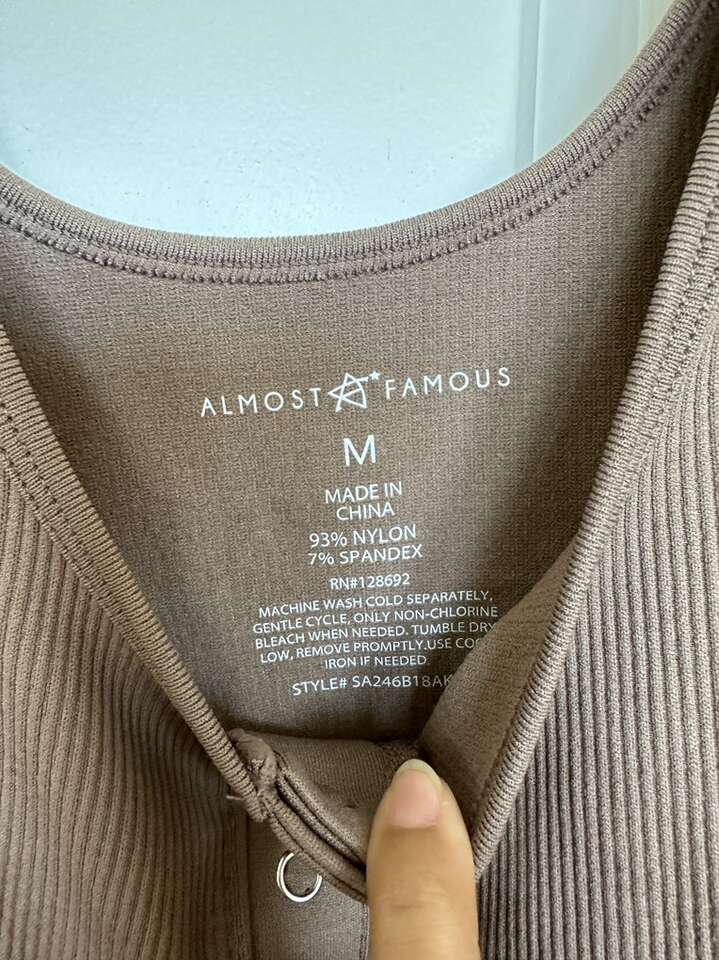 ALMOST FAMOUS
M
MADE IN
CHINA
93% NYLON
7% SPANDEX
RN#128692
MACHINE WASH COLD SEPARATELY,
GENTLE CYCLE, ONLY NON-CHLORINE
BLEACH WHEN NEEDED. TUMBLE DRY
LOW, REMOVE PROMPTLY.USE
IRON IF NEEDED
STYLE# SA246B18AK